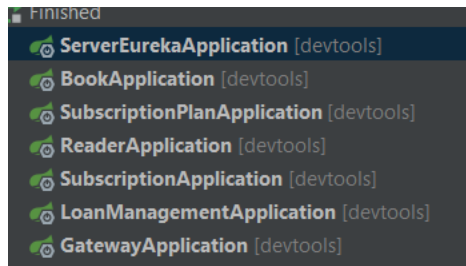 Finished
ServerEurekaApplication [devtools]
BookApplication [devtools]
SubscriptionPlanApplication [devtools]
ReaderApplication [devtools]
SubscriptionApplication [devtools]
LoanManagementApplication [devtools]
GatewayApplication [devtools]